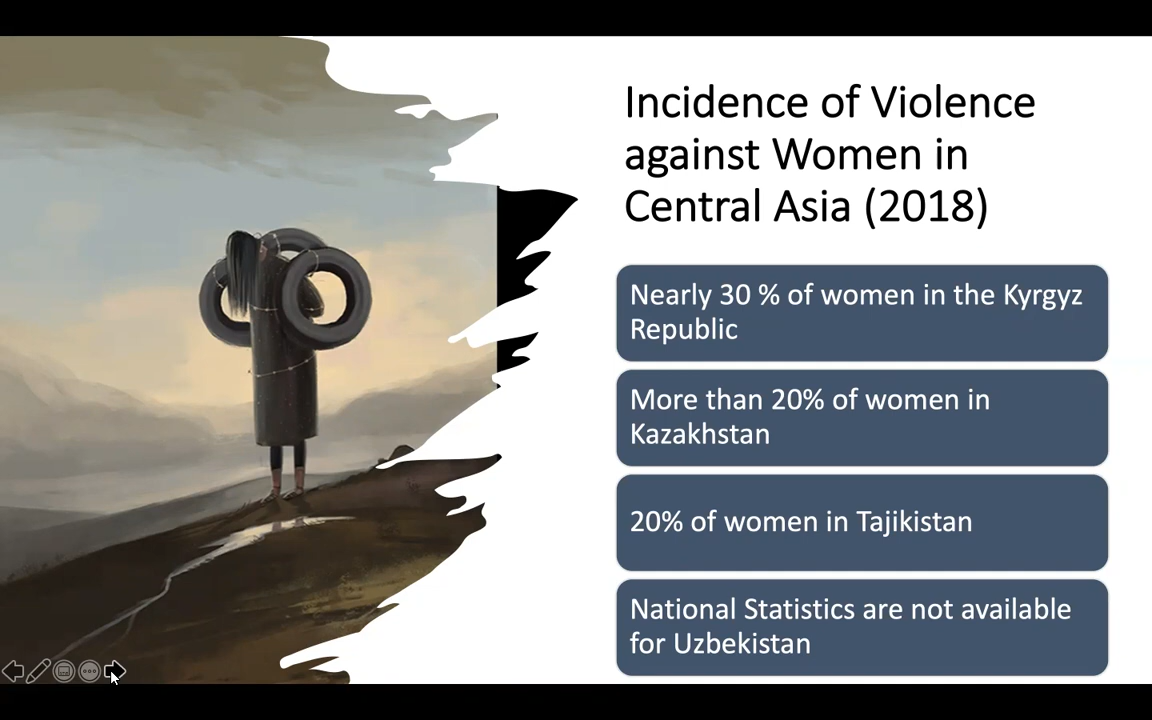 Incidence of Violence
against Women in
Central Asia (2018)
Nearly 30 % of women in the Kyrgyz
Republic
More than 20% of women in
Kazakhstan
20% of women in Tajikistan
National Statistics are not available
for Uzbekistan